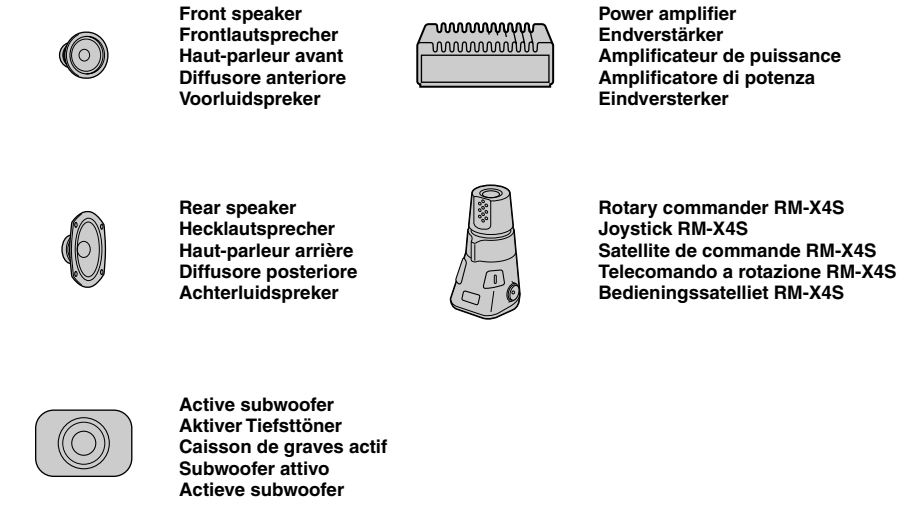 Front speaker
Frontlautsprecher
Haut-parleur avant
Diffusore anteriore
Voorluidspreker
Power amplifier
Endverstärker
Amplificateur de puissance
Amplificatore di potenza
Eindversterker
Rear speaker
Hecklautsprecher
Haut-parleur arrière
Diffusore posteriore
Achterluidspreker
Rotary commander RM-X4S
Joystick RM-X4S
Satellite de commande RM-X4S
Telecomando a rotazione RM-X4S
Bedieningssatelliet RM-X4S
Active subwoofer
Aktiver Tiefsttöner
Caisson de graves actif
Subwoofer attivo
Actieve subwoofer